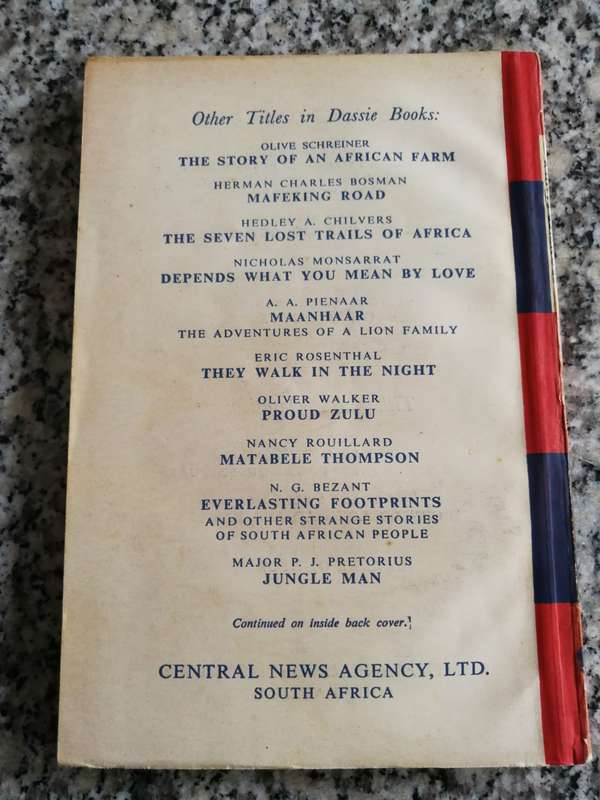 Other Titles in Dassie Books:
OLIVE SCHREINER
THE STORY OF AN AFRICAN FARM
HERMAN CHARLES BOSMAN
MAFEKING ROAD
HEDLEY A. CHILVERS
THE SEVEN LOST TRAILS OF AFRICA
NICHOLAS MONSARRAT
DEPENDS WHAT YOU MEAN BY LOVE
A. A. PIENAAR
MAANHAAR
THE ADVENTURES OF A LION FAMILY
ERIC ROSENTHAL
THEY WALK IN THE NIGHT
OLIVER WALKER
PROUD ZULU
NANCY ROUILLARD
MATABELE THOMPSON
N. G. BEZANT
EVERLASTING FOOTPRINTS
AND OTHER STRANGE STORIES
OF SOUTH AFRICAN PEOPLE
MAJOR P. J. PRETORIUS
JUNGLE MAN
Continued on inside back cover.
CENTRAL NEWS AGENCY, LTD.
SOUTH AFRICA